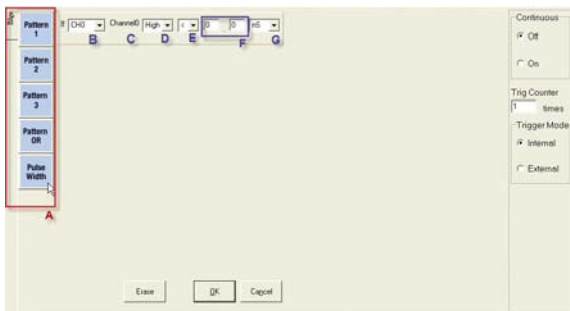 Edge
Pattern 1
Pattern 2
Pattern 3
Pattern OR
Pulse Width
A
If CH0 Channel0 High < 0 0 nS
B C D E F G
Erase OK Cancel
Continuous
Off
On
Trig Counter
1 times
Trigger Mode
Internal
External